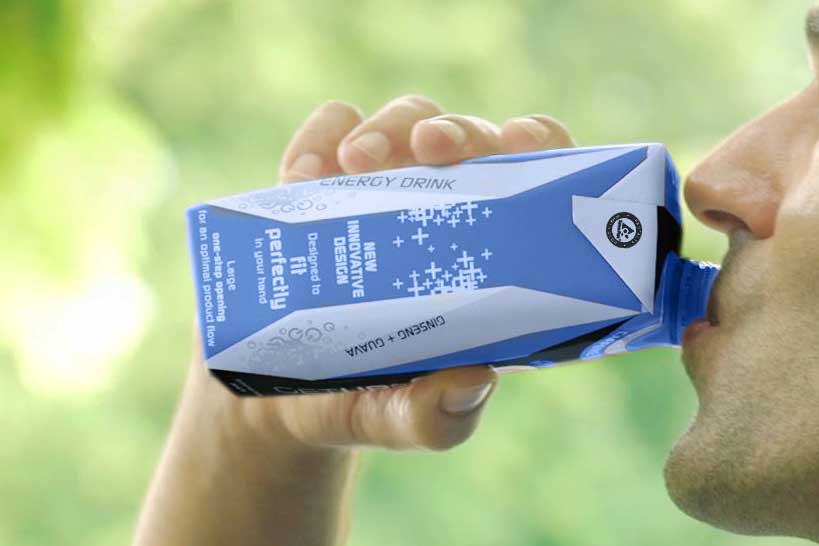 ENERGY DRINK
NEW
INNOVATIVE
DESIGN
Designed to
fit
perfectly
in your hand
Large
one-step opening
for an optimal product flow
GINSENG + GUAVA